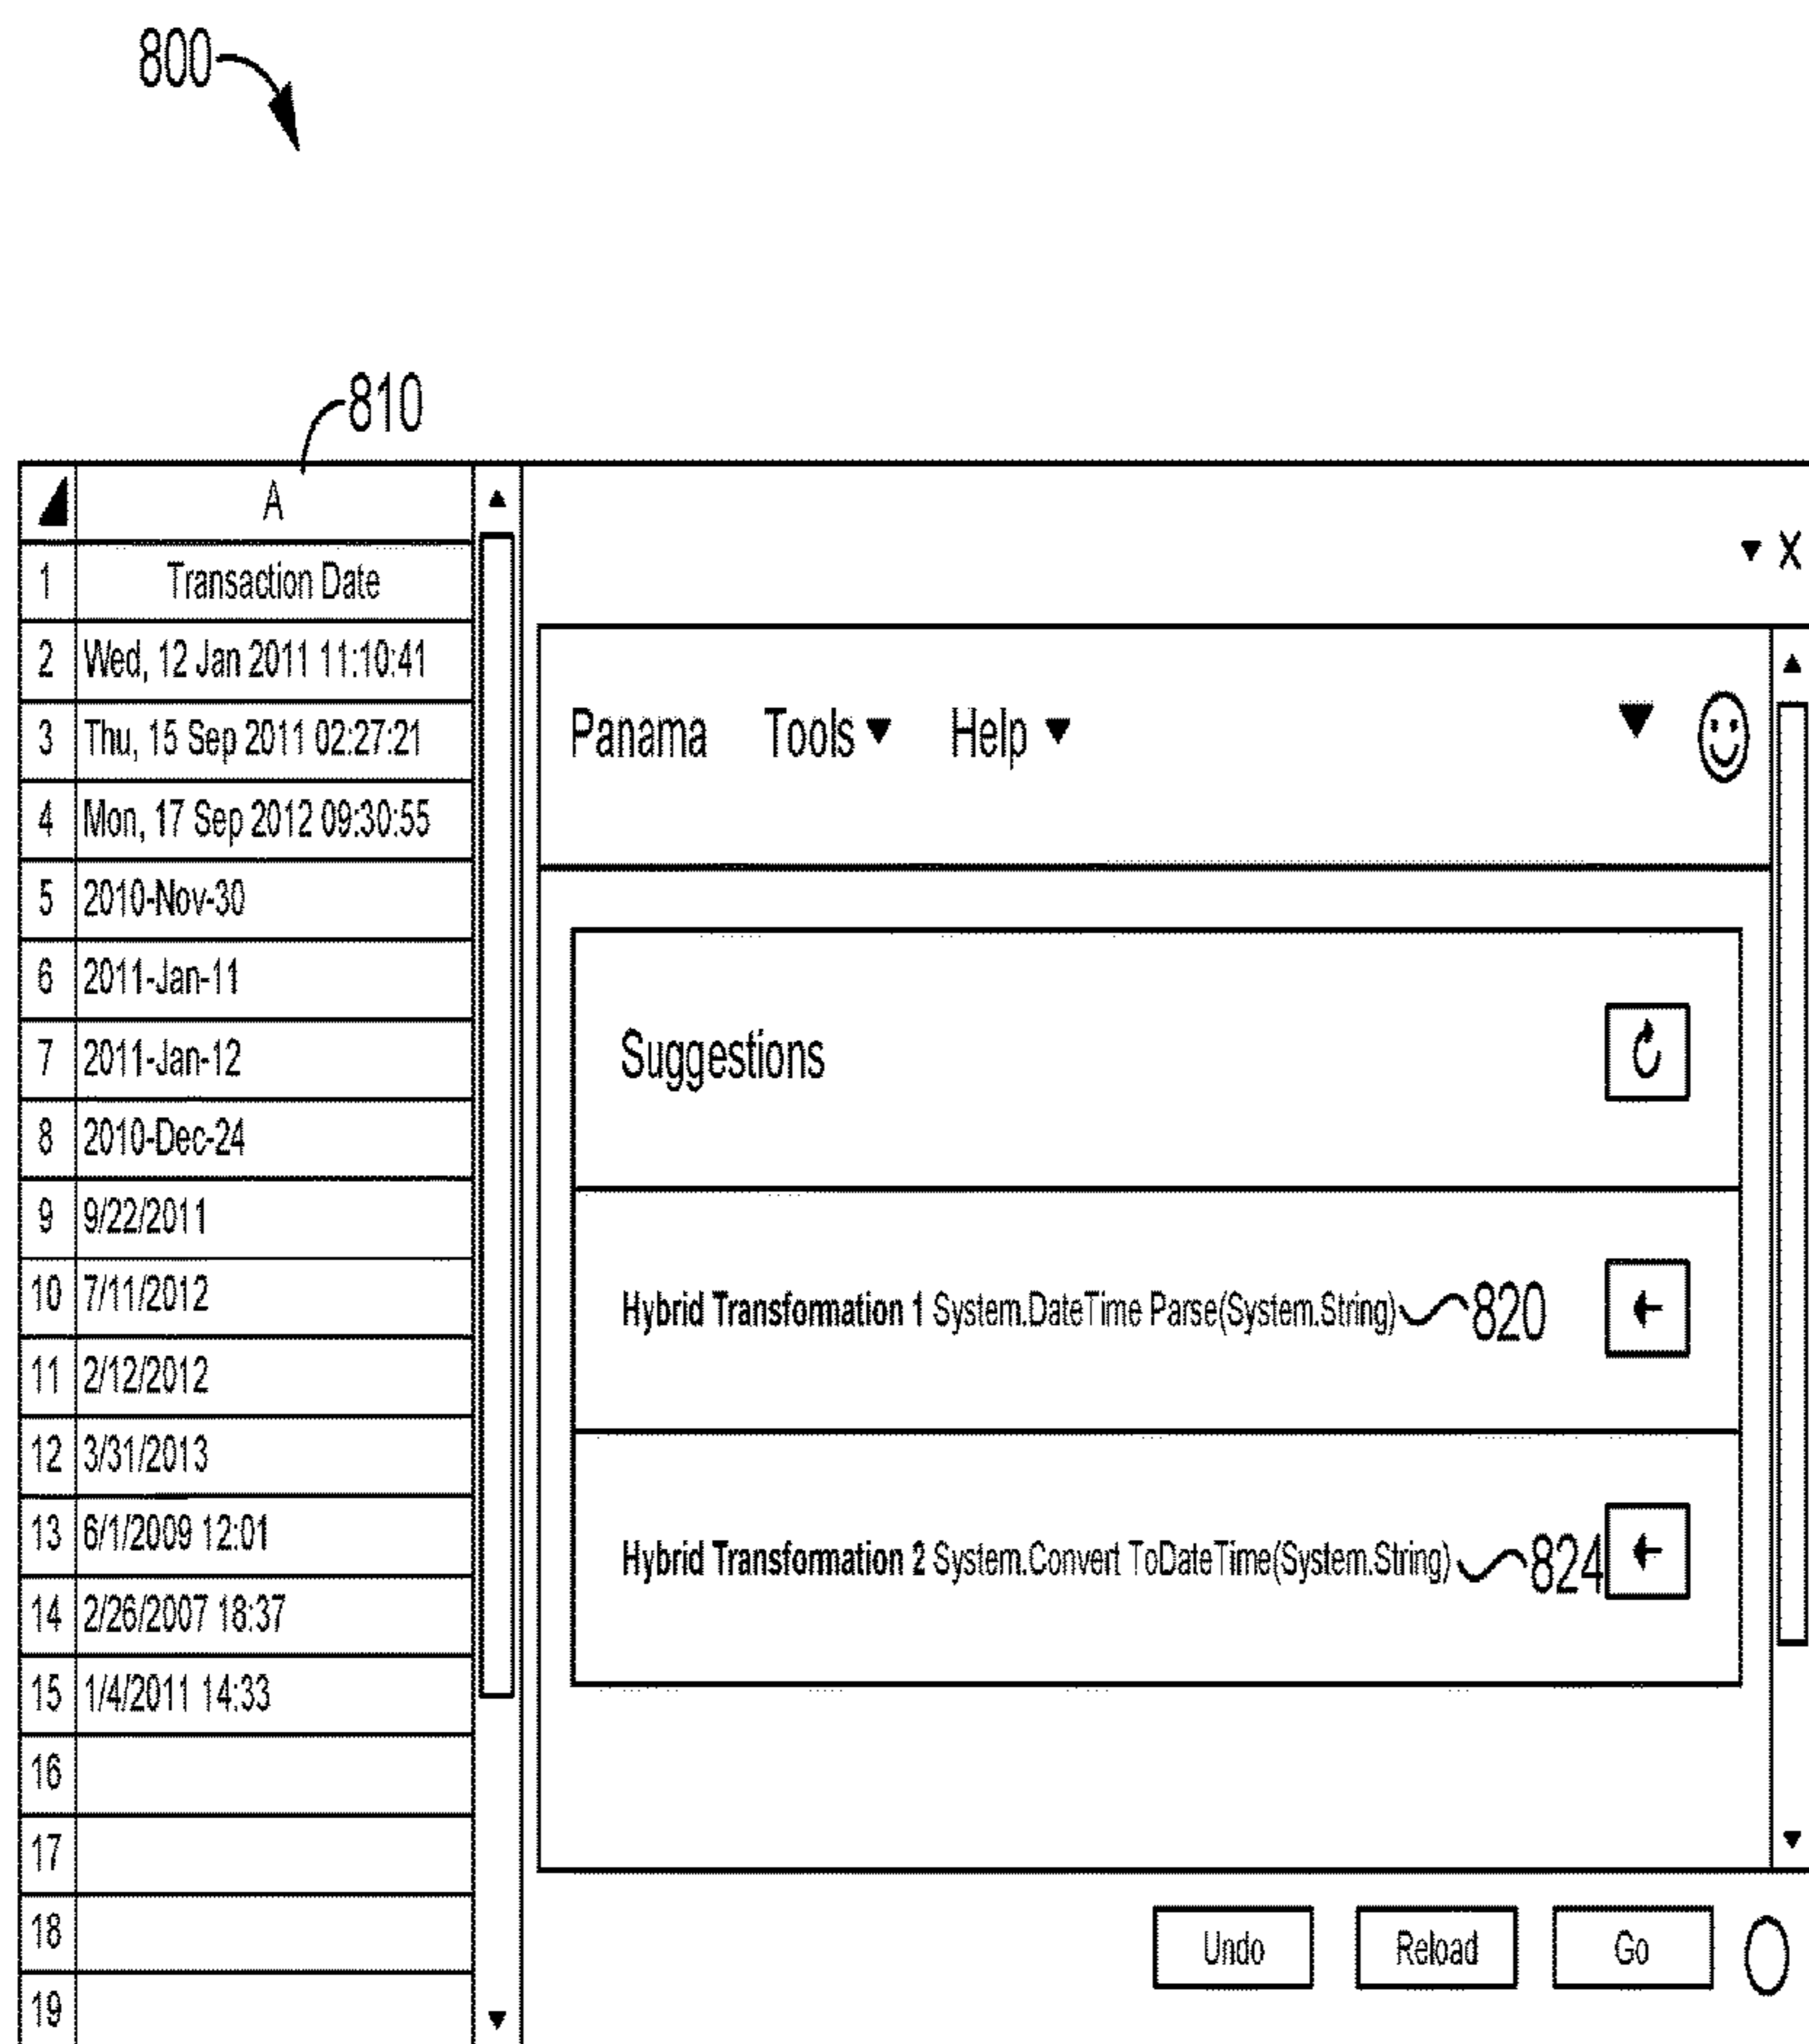 800
810
A
1 Transaction Date
2 Wed, 12 Jan 2011 11:10:41
3 Thu, 15 Sep 2011 02:27:21
4 Mon, 17 Sep 2012 09:30:55
5 2010-Nov-30
6 2011-Jan-11
7 2011-Jan-12
8 2010-Dec-24
9 9/22/2011
10 7/11/2012
11 2/12/2012
12 3/31/2013
13 6/1/2009 12:01
14 2/26/2007 18:37
15 1/4/2011 14:33
16
17
18
19
X
Panama Tools Help
Suggestions
Hybrid Transformation 1 System.DateTime Parse(System.String) 820
Hybrid Transformation 2 System.Convert ToDateTime(System.String) 824
Undo Reload Go